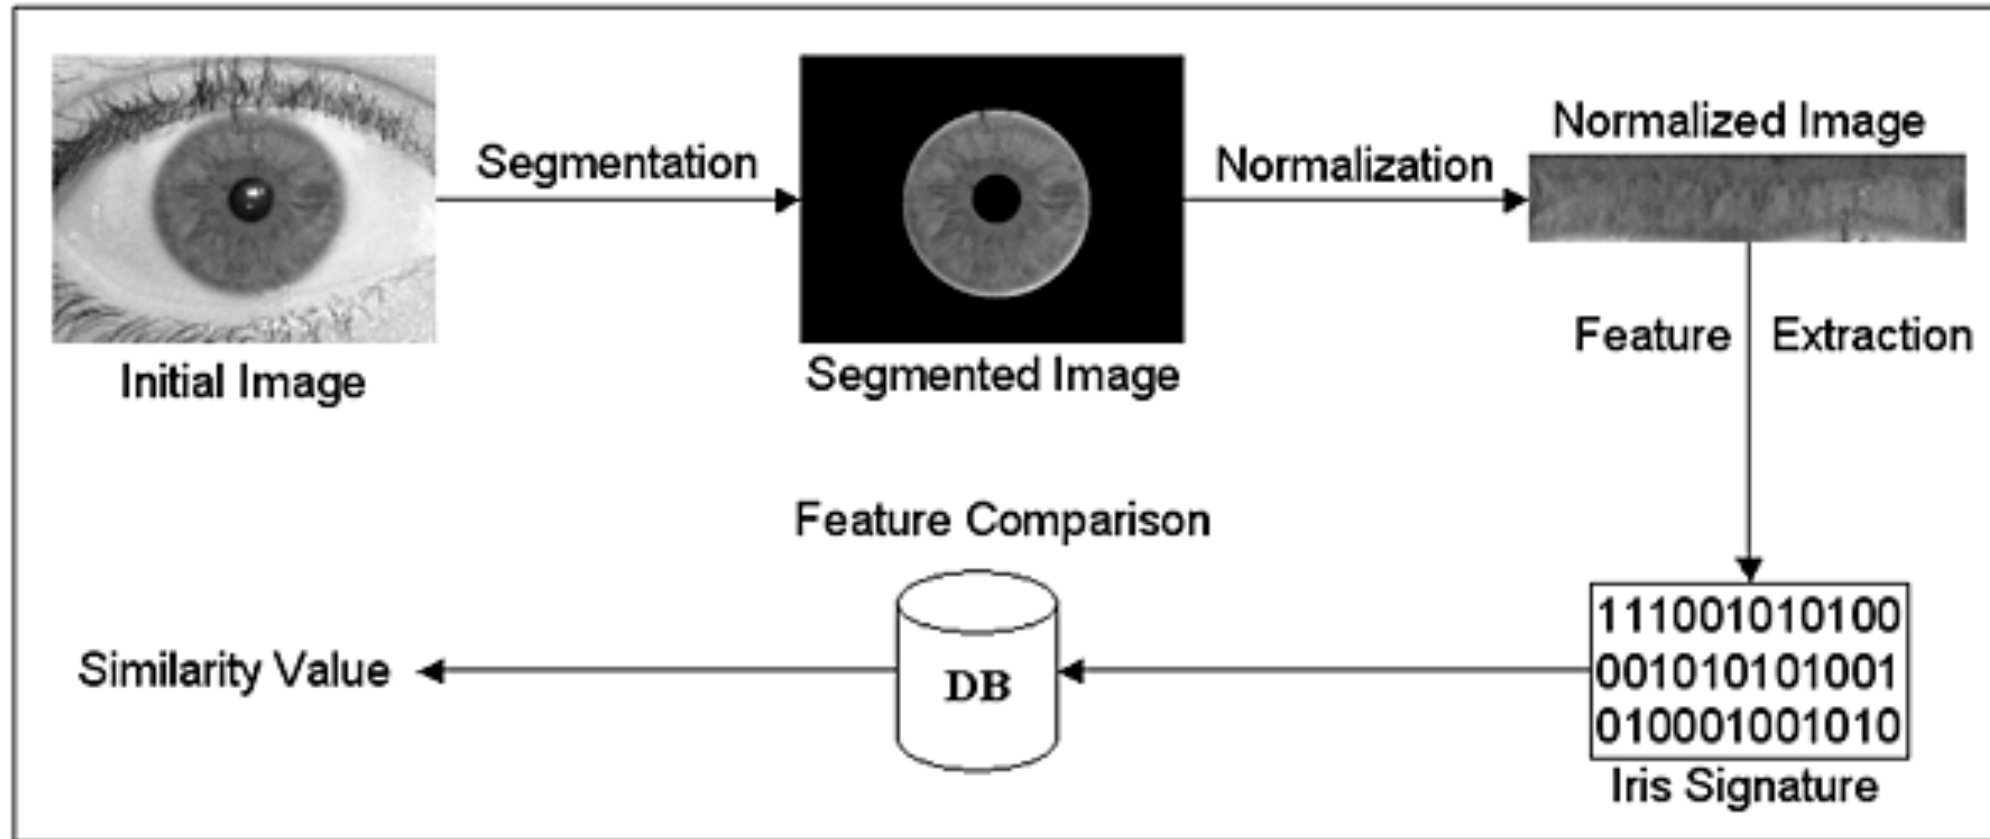 Segmentation
Normalization
Normalized Image
Initial Image
Segmented Image
Feature Extraction
Feature Comparison
111001010100
001010101001
010001001010
Iris Signature
DB
Similarity Value